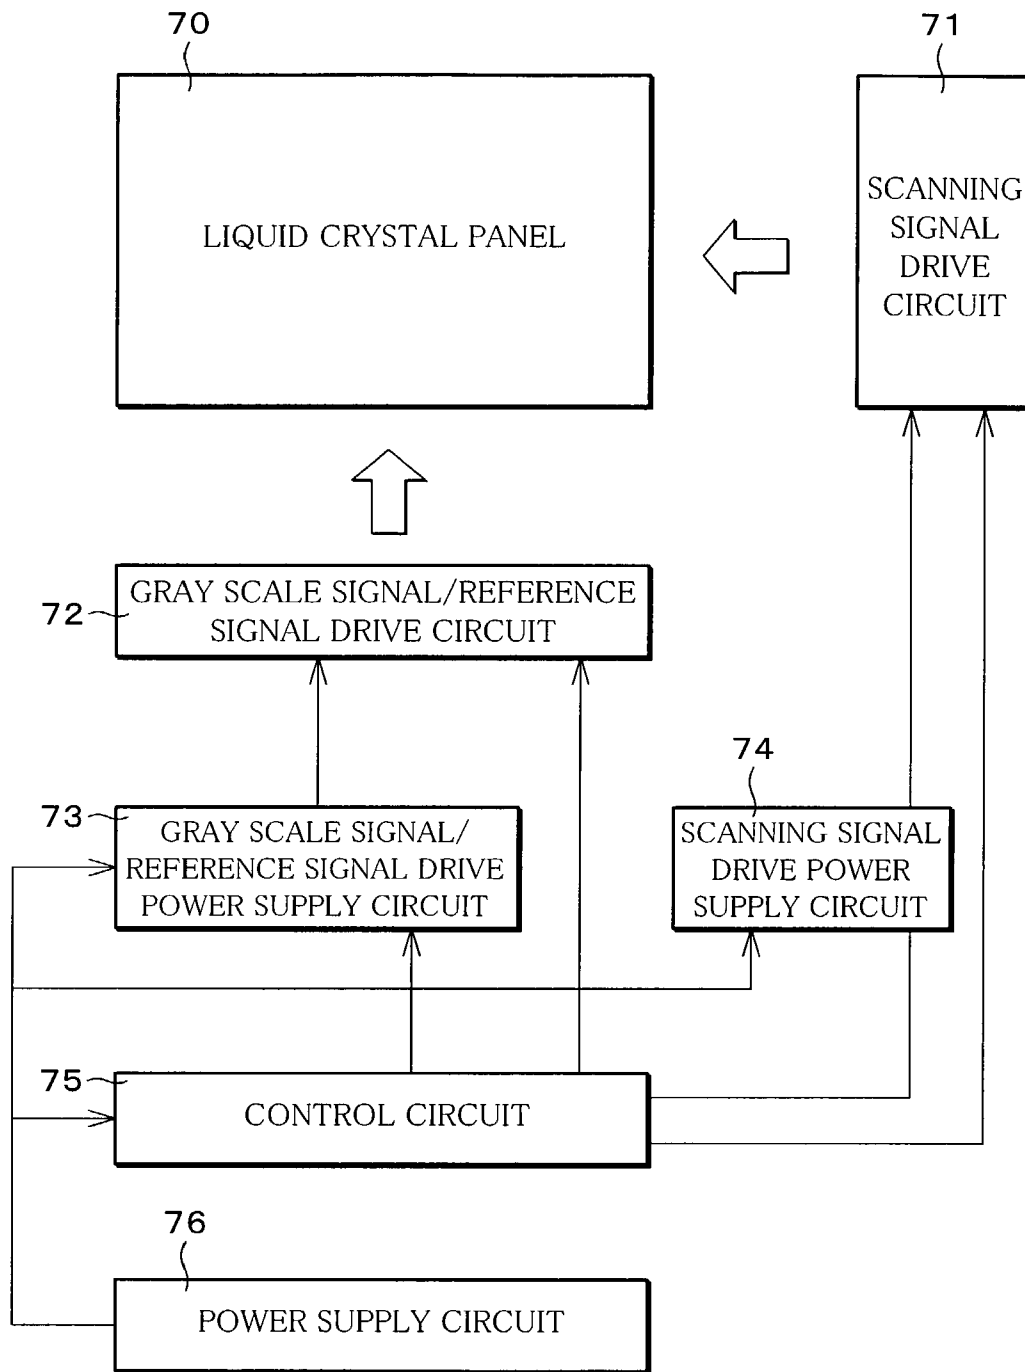 70
71
LIQUID CRYSTAL PANEL
SCANNING
SIGNAL
DRIVE
CIRCUIT
72
GRAY SCALE SIGNAL/REFERENCE
SIGNAL DRIVE CIRCUIT
73
GRAY SCALE SIGNAL/
REFERENCE SIGNAL DRIVE
POWER SUPPLY CIRCUIT
74
SCANNING SIGNAL
DRIVE POWER
SUPPLY CIRCUIT
75
CONTROL CIRCUIT
76
POWER SUPPLY CIRCUIT